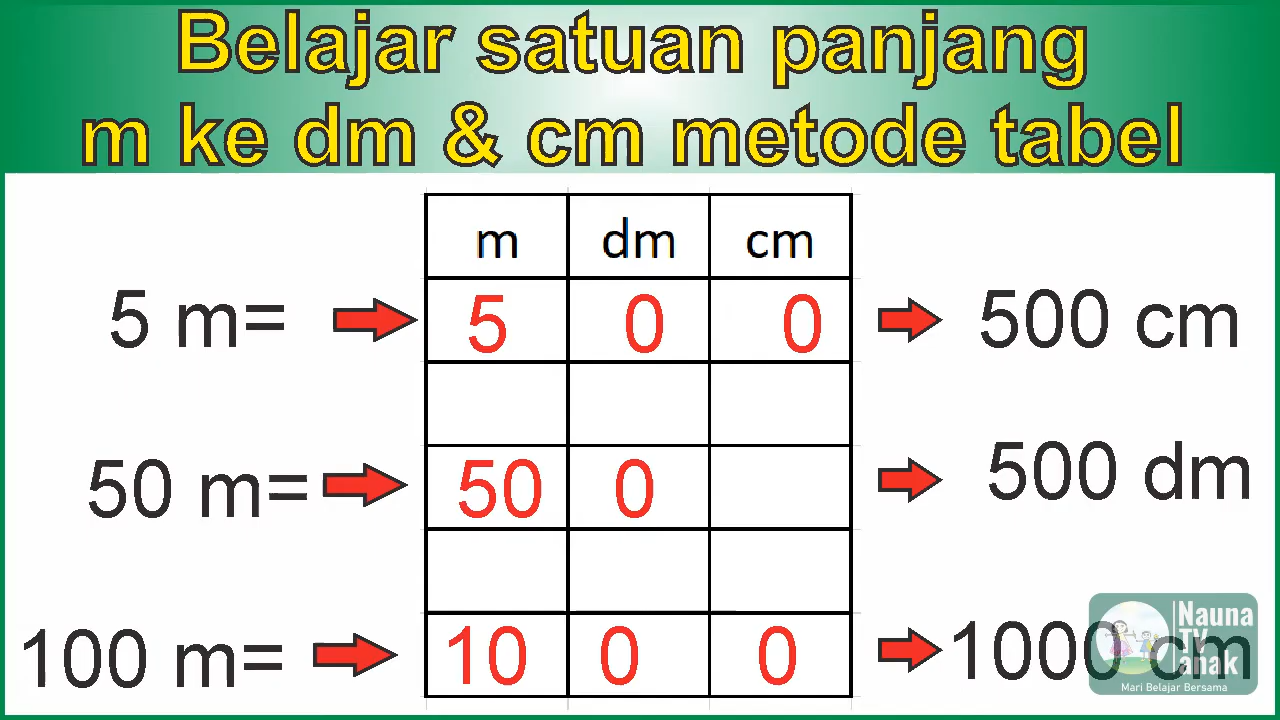 Belajar satuan panjang
m ke dm & cm metode tabel
m dm cm
5 m= 5 0 0 500 cm
50 m= 50 0 500 dm
100 m= 10 0 0 1000 cm
Nauna
TV
anak
Mari Belajar Bersama